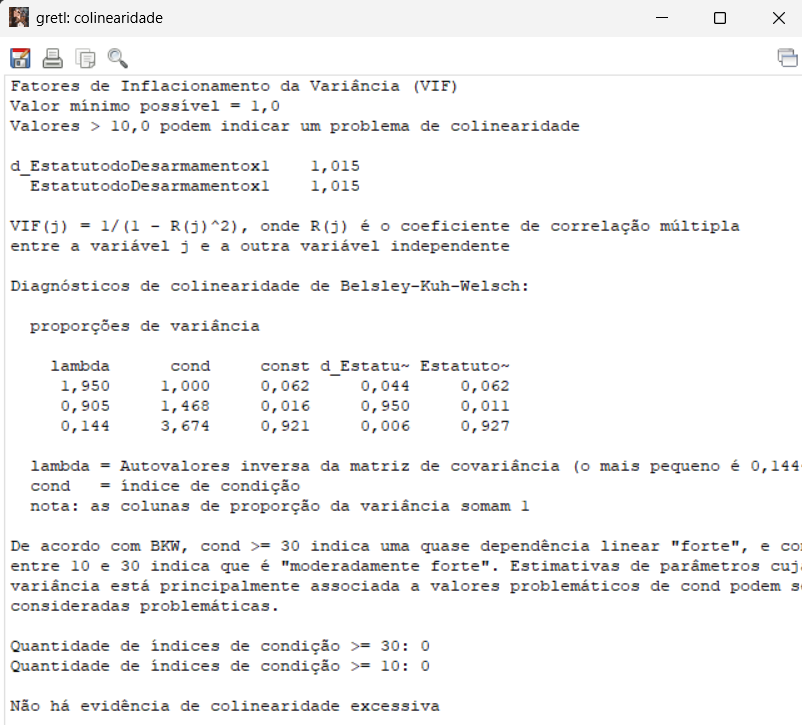 gretl: colinearidade
Fatores de Inflacionamento da Variância (VIF)
Valor mínimo possível = 1,0
Valores > 10,0 podem indicar um problema de colinearidade
d_EstatutodoDesarmamentox1    1,015
EstatutodoDesarmamentox1    1,015
VIF(j) = 1/(1 - R(j)^2), onde R(j) é o coeficiente de correlação múltipla
entre a variável j e a outra variável independente
Diagnósticos de colinearidade de Belsley-Kuh-Welsch:
proporções de variância
lambda      cond     const d_Estatu~ Estatuto~
1,950     1,000     0,062     0,044     0,062
0,905     1,468     0,016     0,950     0,011
0,144     3,674     0,921     0,006     0,927
lambda = Autovalores inversa da matriz de covariância (o mais pequeno é 0,144
cond   = índice de condição
nota: as colunas de proporção da variância somam 1
De acordo com BKW, cond >= 30 indica uma quase dependência linear "forte", e
entre 10 e 30 indica que é "moderadamente forte". Estimativas de parâmetros
variância está principalmente associada a valores problemáticos de cond podem
consideradas problemáticas.
Quantidade de índices de condição >= 30: 0
Quantidade de índices de condição >= 10: 0
Não há evidência de colinearidade excessiva